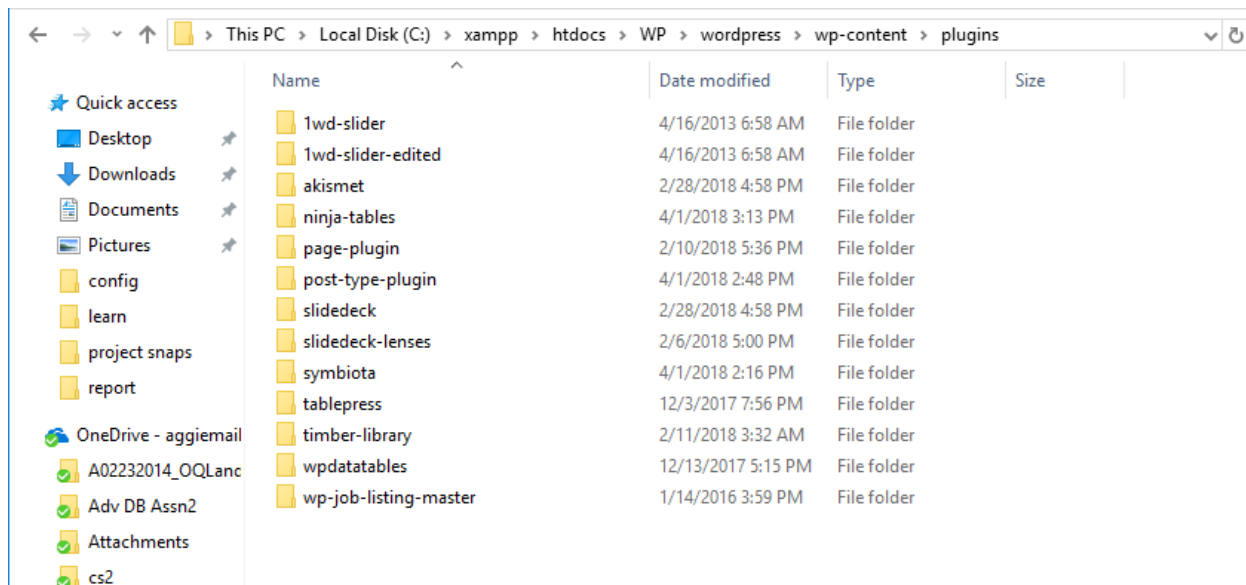 This PC > Local Disk (C:) > xampp > htdocs > WP > wordpress > wp-content > plugins
Name Date modified Type Size
Quick access
Desktop
Downloads
Documents
Pictures
config
learn
project snaps
report
OneDrive - aggiemail
A02232014_OQLand
Adv DB Assn2
Attachments
cs2
1wd-slider 4/16/2013 6:58 AM File folder
1wd-slider-edited 4/16/2013 6:58 AM File folder
akismet 2/28/2018 4:58 PM File folder
ninja-tables 4/1/2018 3:13 PM File folder
page-plugin 2/10/2018 5:36 PM File folder
post-type-plugin 4/1/2018 2:48 PM File folder
slidedeck 2/28/2018 4:58 PM File folder
slidedeck-lenses 2/6/2018 5:00 PM File folder
symbiota 4/1/2018 2:16 PM File folder
tablepress 12/3/2017 7:56 PM File folder
timber-library 2/11/2018 3:32 AM File folder
wpdatatables 12/13/2017 5:15 PM File folder
wp-job-listing-master 1/14/2016 3:59 PM File folder